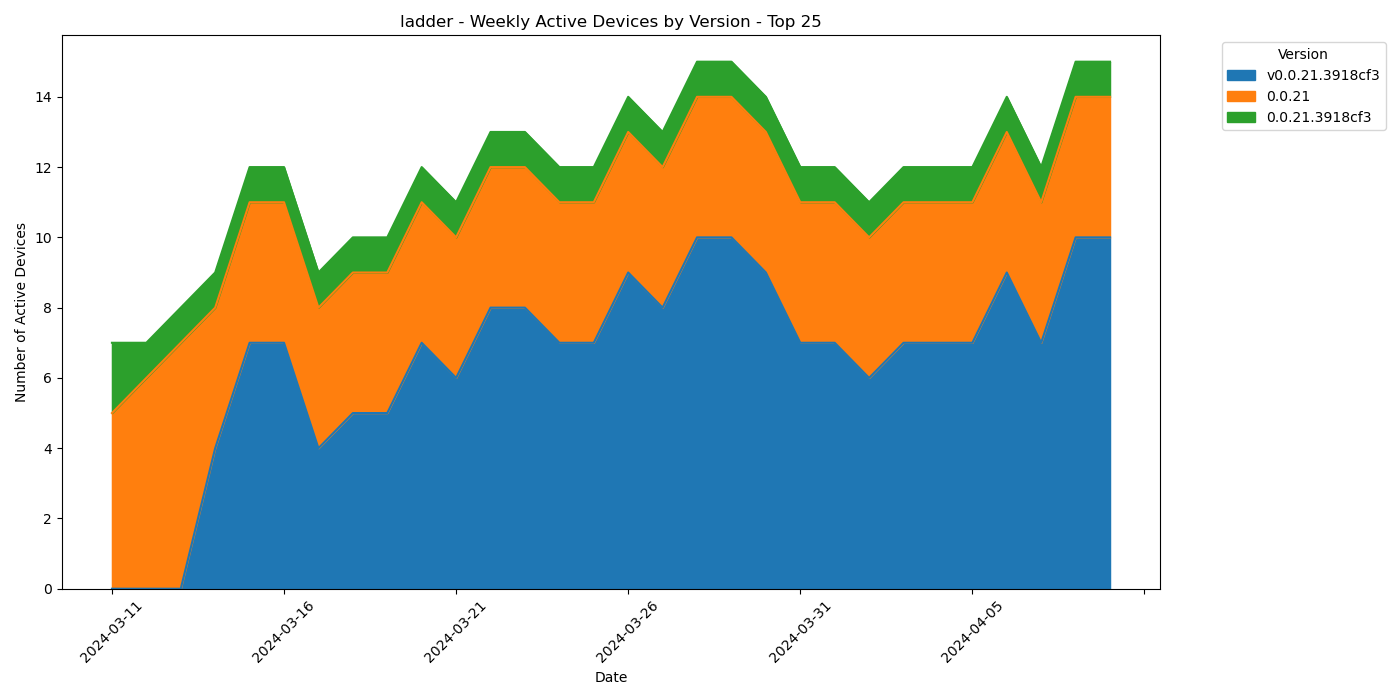 ladder - Weekly Active Devices by Version - Top 25
Version
v0.0.21.3918cf3
0.0.21
0.0.21.3918cf3
Number of Active Devices
14
12
10
8
6
4
2
0
2024-03-11
2024-03-16
2024-03-21
2024-03-26
2024-03-31
2024-04-05
Date